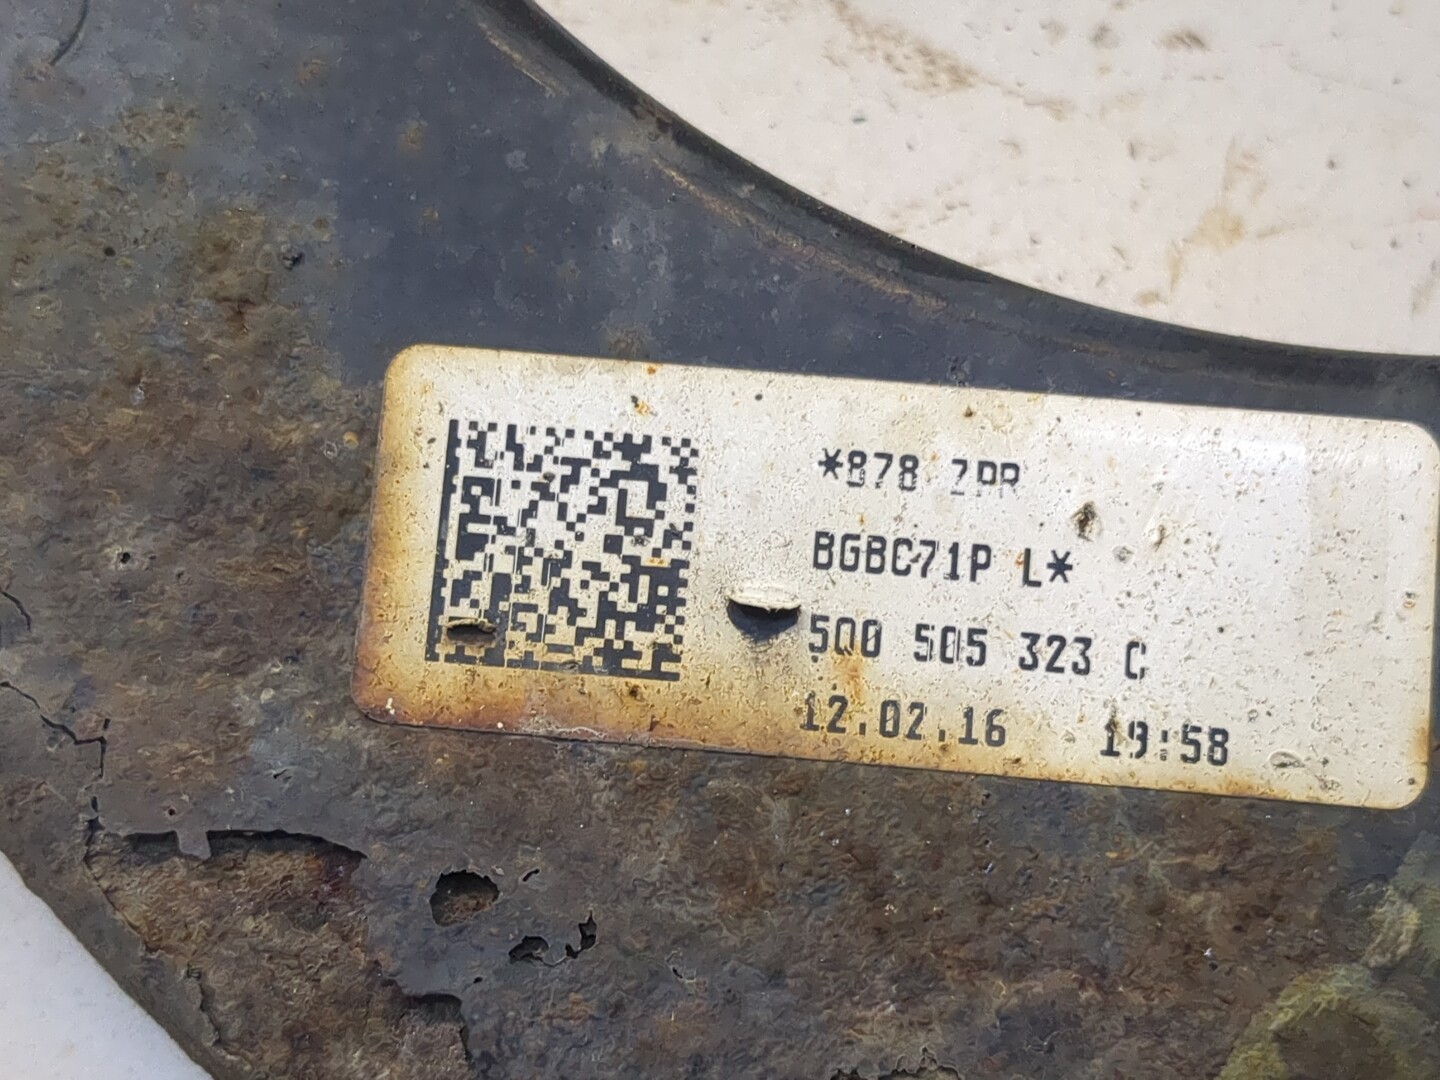 *878 ZPR
BGBC71P L*
5Q0 505 323 C
12.02.16 19:58